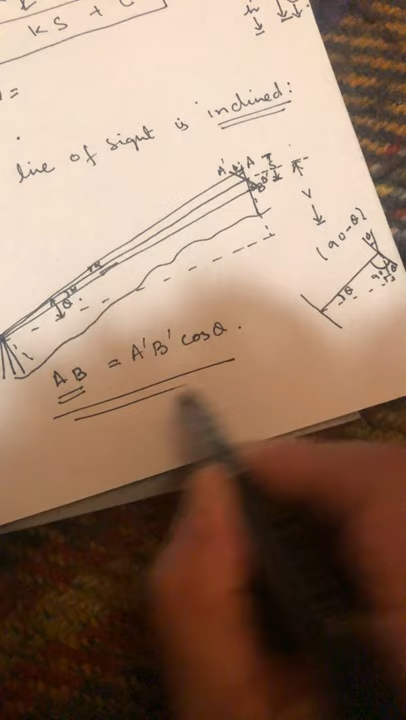 ks +
=
line of sight is inclined:
A' A
B
V
θ
(90-θ)
θ
AB = A'B' cosθ.